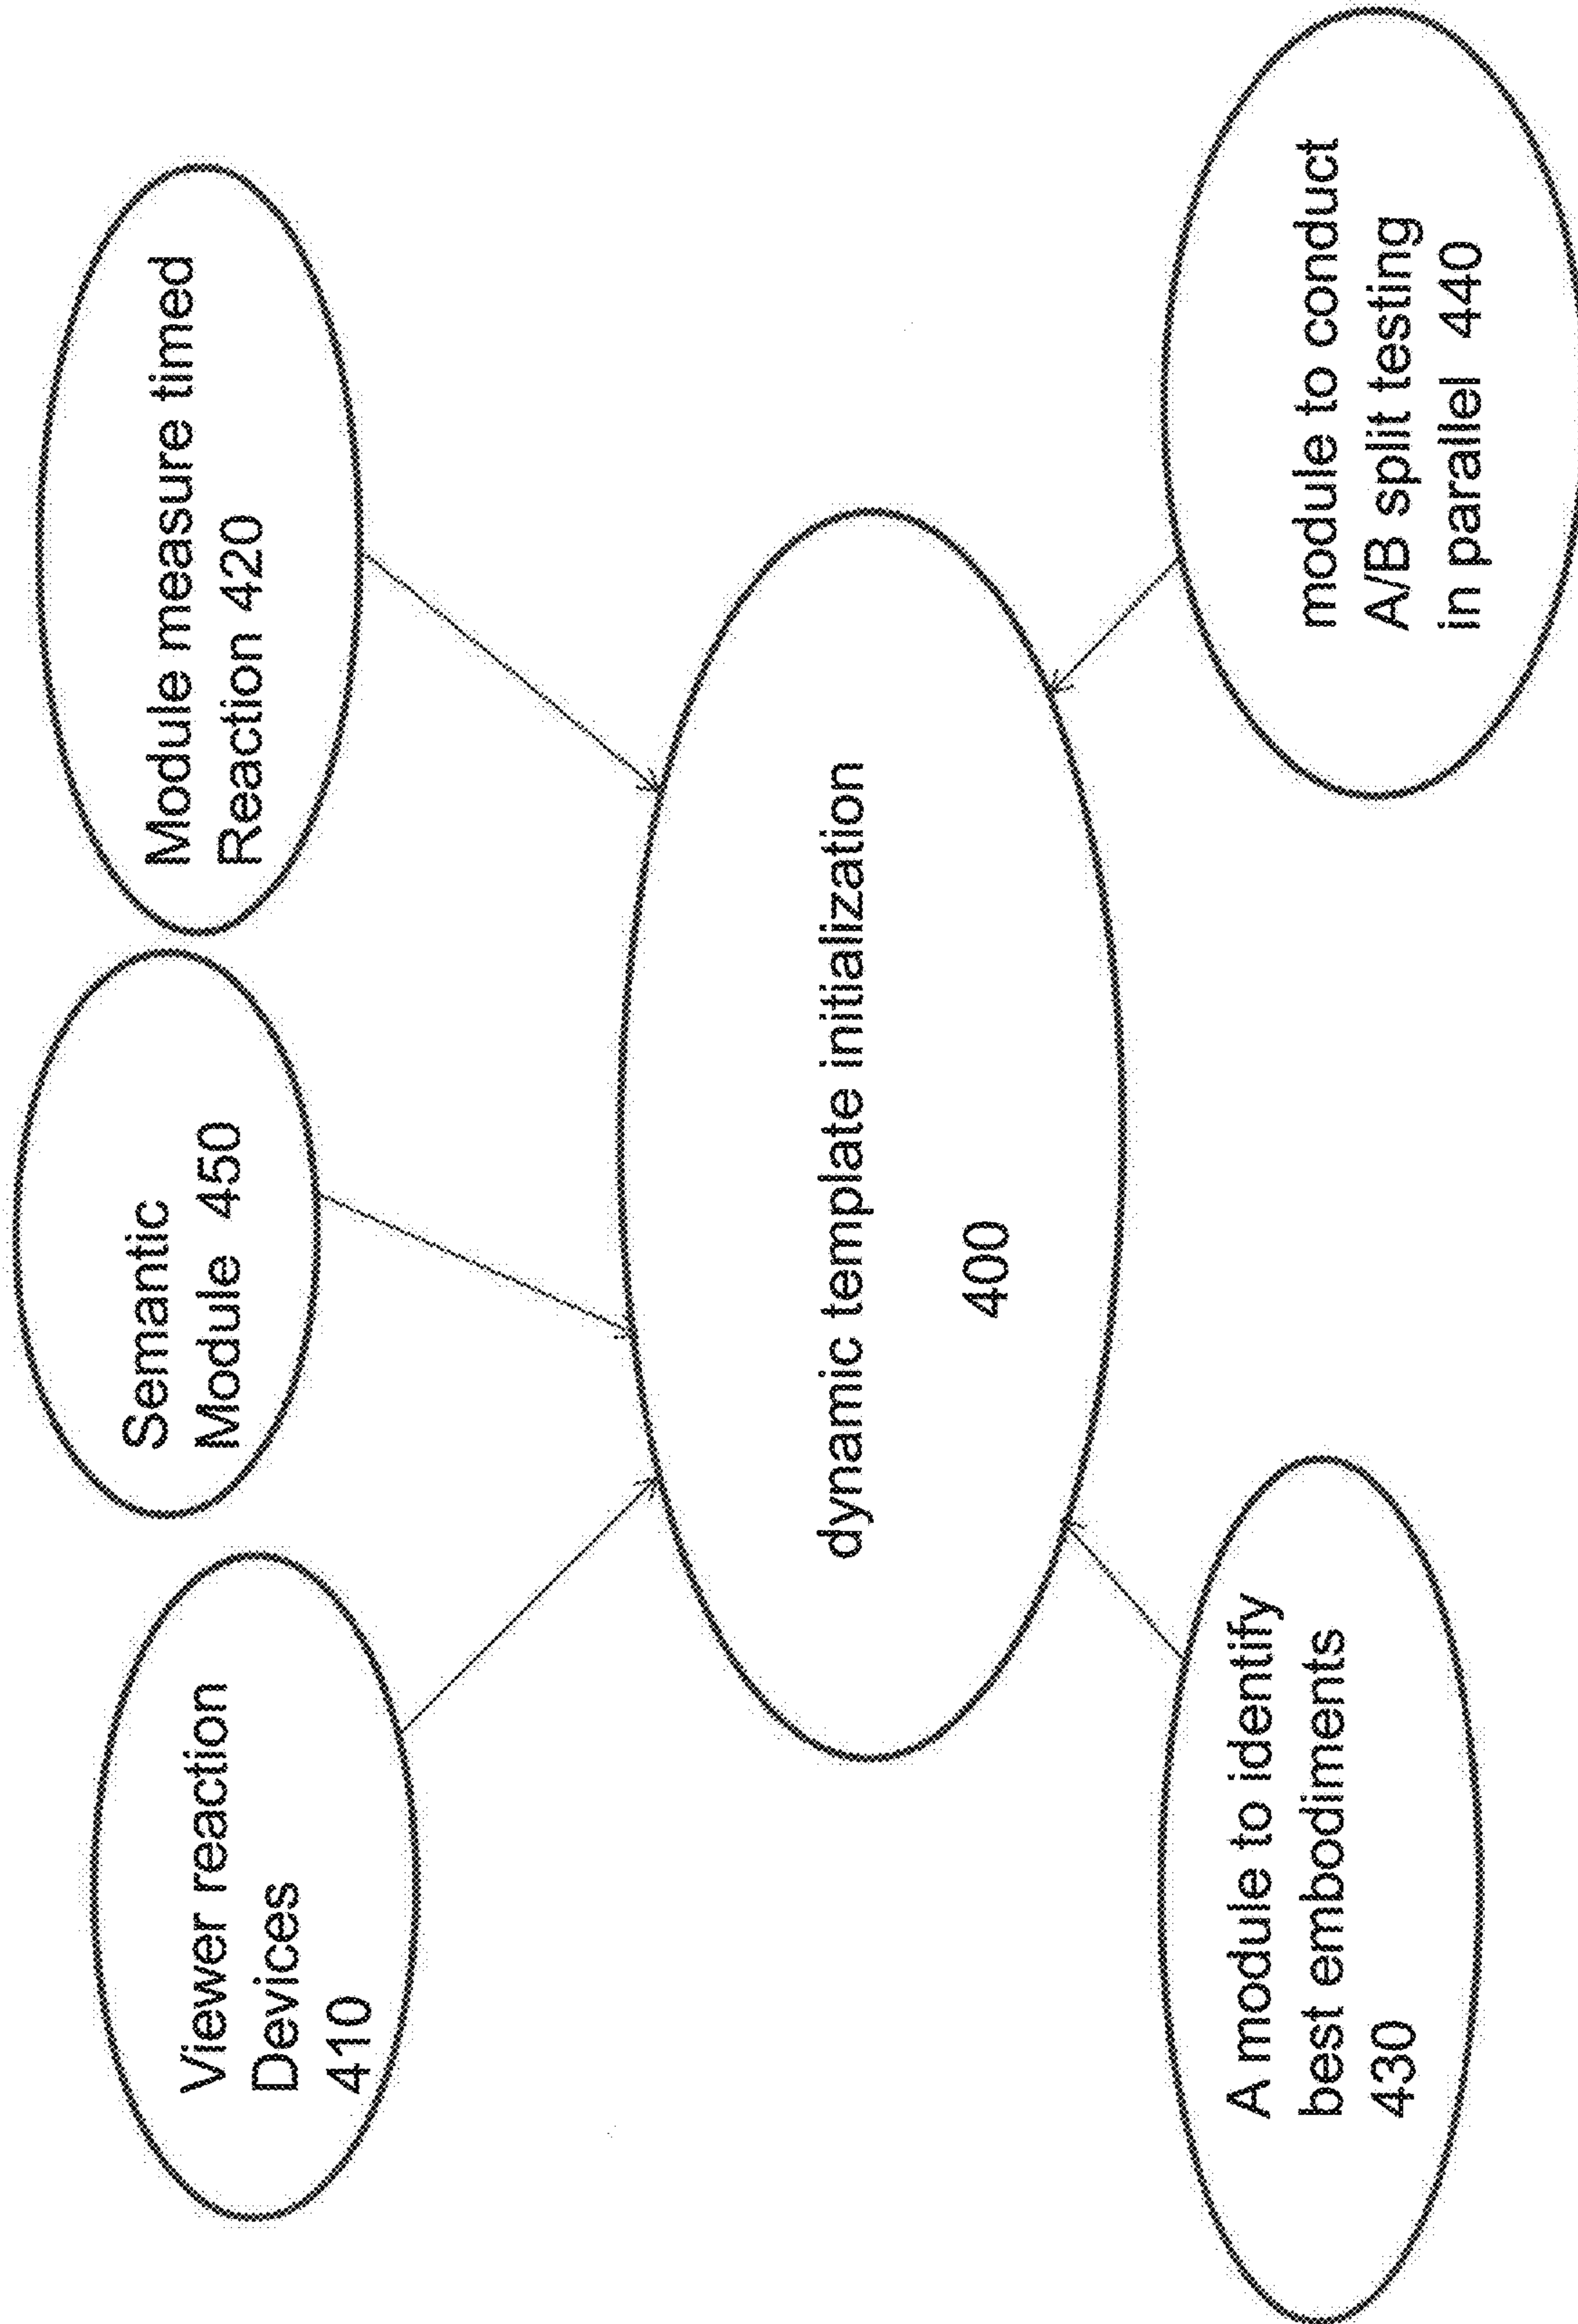 Viewer reaction
Devices
410
Semantic
Module 450
Module measure timed
Reaction 420
dynamic template initialization
400
A module to identify
best embodiments
430
module to conduct
A/B split testing
in parallel 440